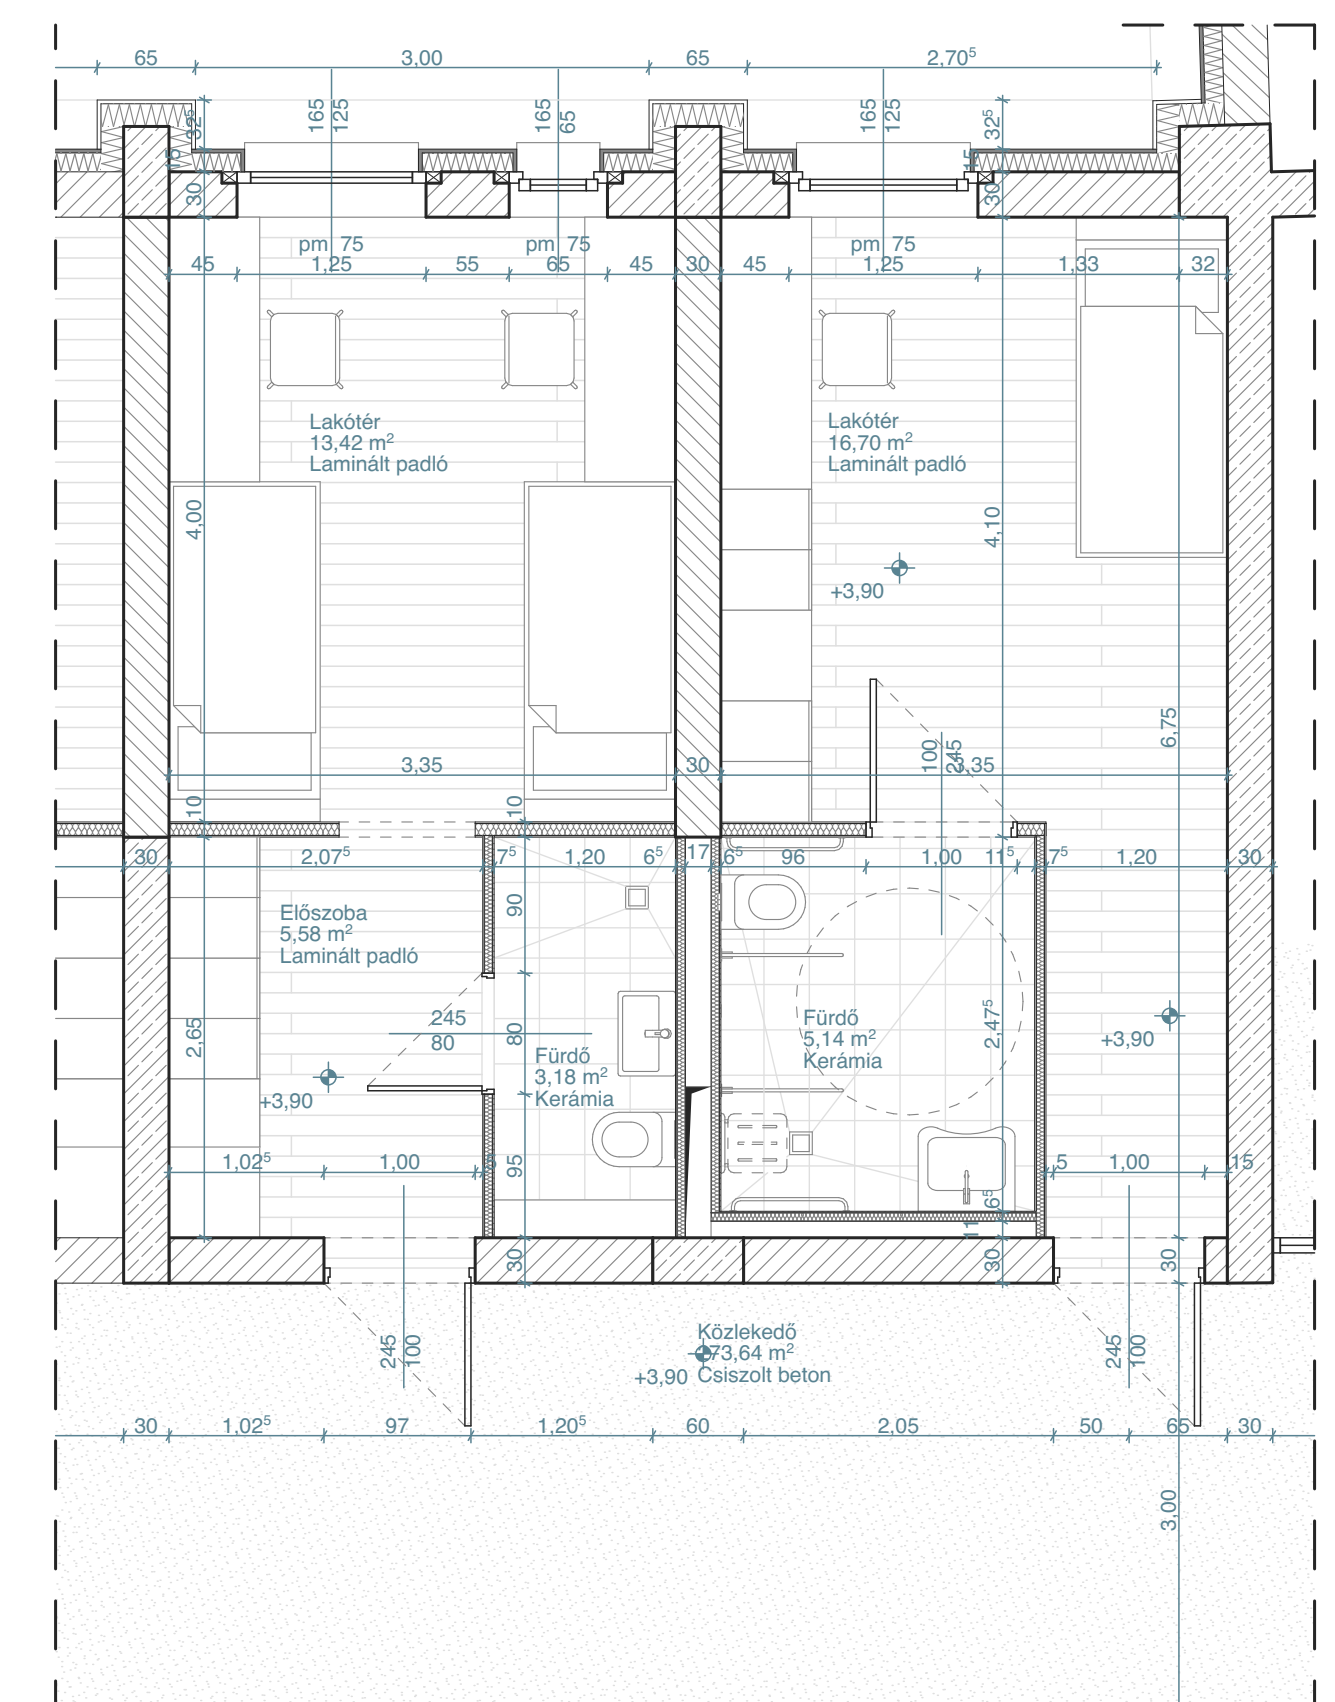 65 3,00 65 2,70⁵
165 125 165 65 165 125
32⁵ 32⁵
15 15
30 30
pm 75 pm 75 pm 75
45 1,25 55 65 45 30 45 1,25 1,33 32
Lakótér
13,42 m²
Laminált padló
Lakótér
16,70 m²
Laminált padló
4,00 4,10
+3,90
6,75
100 245
3,35 30 3,35
10 10
30 2,07⁵ 7⁵ 1,20 6⁵ 17 6⁵ 96 1,00 11⁵ 7⁵ 1,20 30
90
Előszoba
5,58 m²
Laminált padló
245
80
80
2,65
+3,90
Fürdő
3,18 m²
Kerámia
Fürdő
5,14 m²
Kerámia
2,47⁵
+3,90
1,02⁵ 1,00 5 95 5 1,00 15
6⁵
11
30 30 30
245 100 245 100
Közlekedő
73,64 m²
Csiszolt beton
+3,90
30 1,02⁵ 97 1,20⁵ 60 2,05 50 65 30
3,00